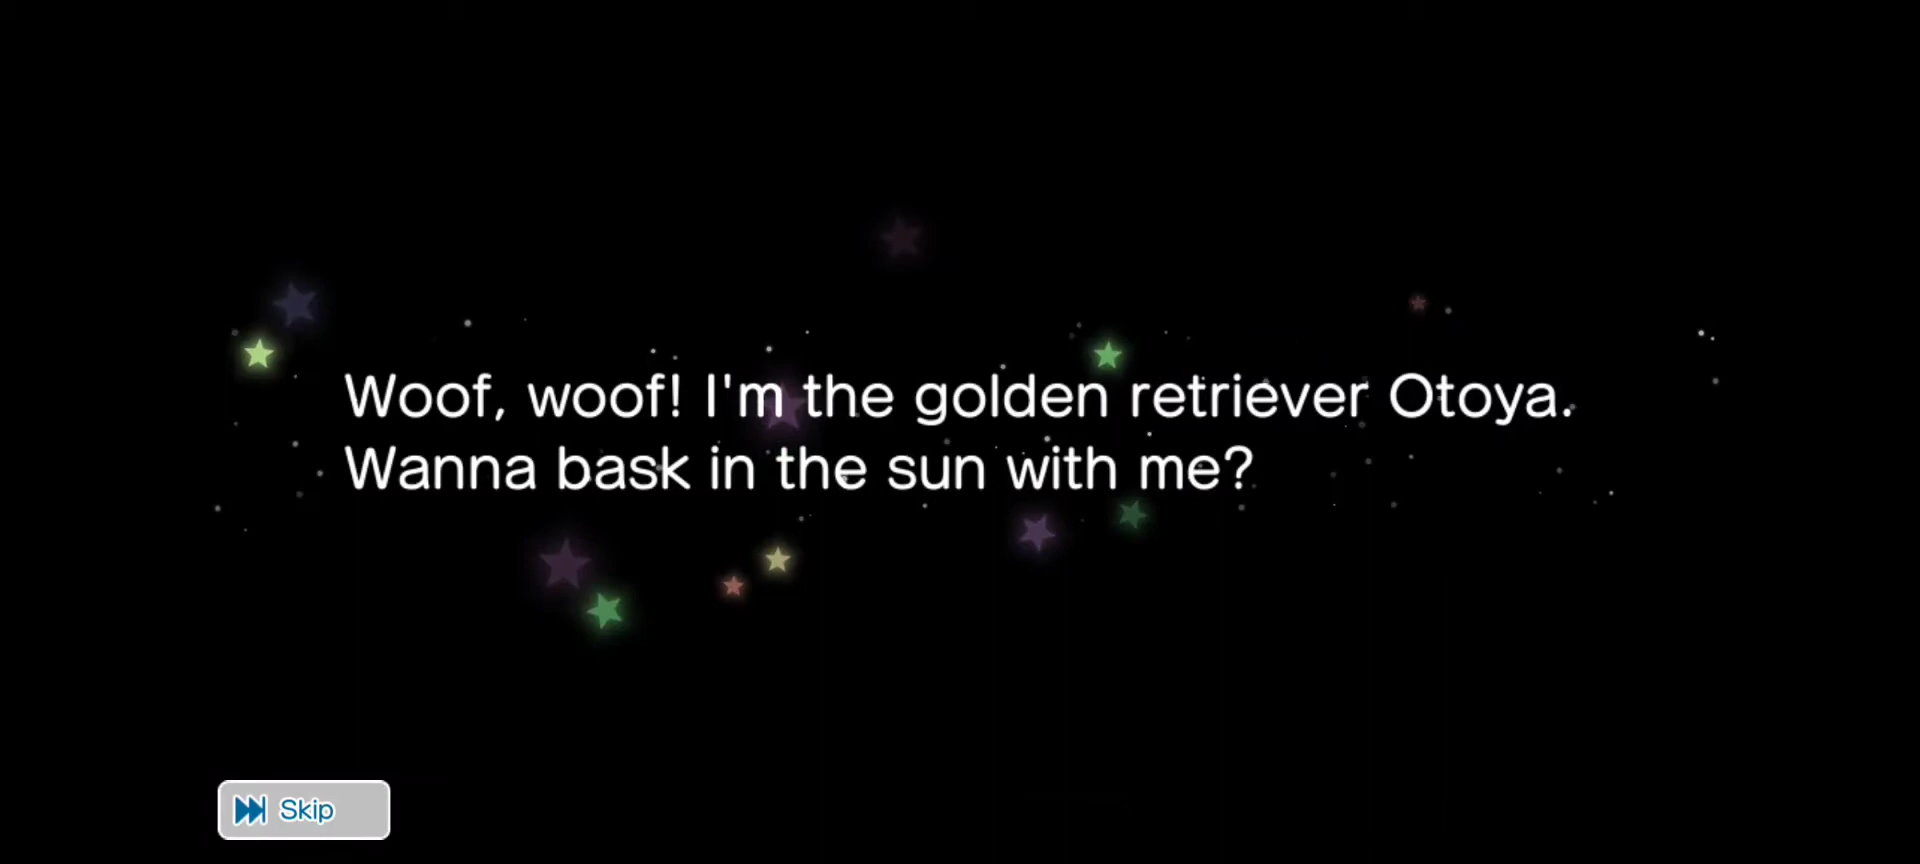 Woof, woof! I'm the golden retriever Otoya.
Wanna bask in the sun with me?
Skip